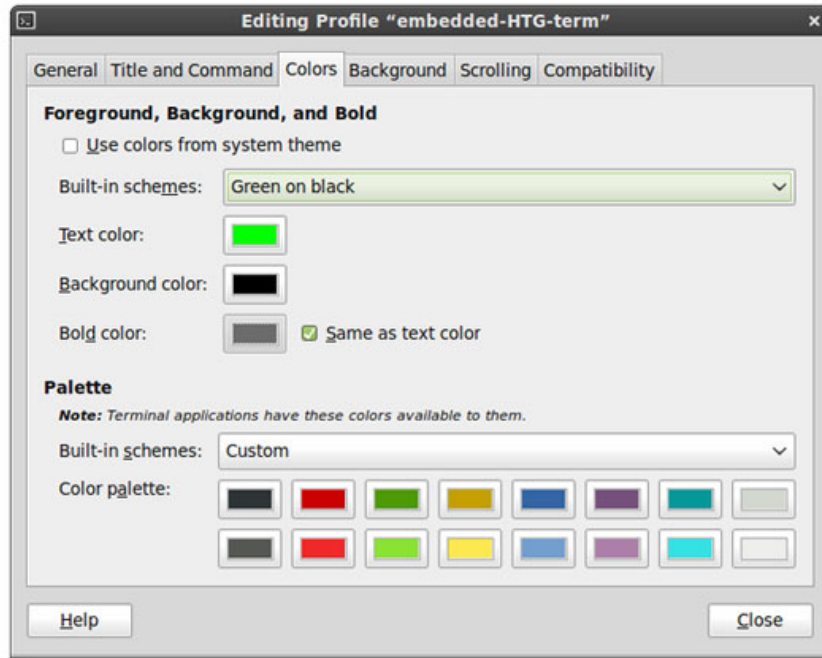 Editing Profile “embedded-HTG-term”
General Title and Command Colors Background Scrolling Compatibility
Foreground, Background, and Bold
Use colors from system theme
Built-in schemes: Green on black
Text color:
Background color:
Bold color: Same as text color
Palette
Note: Terminal applications have these colors available to them.
Built-in schemes: Custom
Color palette:
Help Close